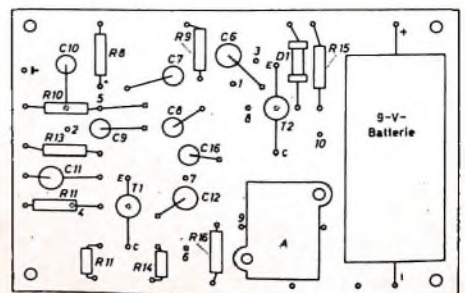 C10
R8
R9
C6
3
E
D1
R15
+
C7
1
R10
5
2
C9
C8
8
T2
10
9-V-
Batterie
R13
C16
C
C11
E
T1
7
R11
4
C12
9
A
R11
C
R14
6
R16